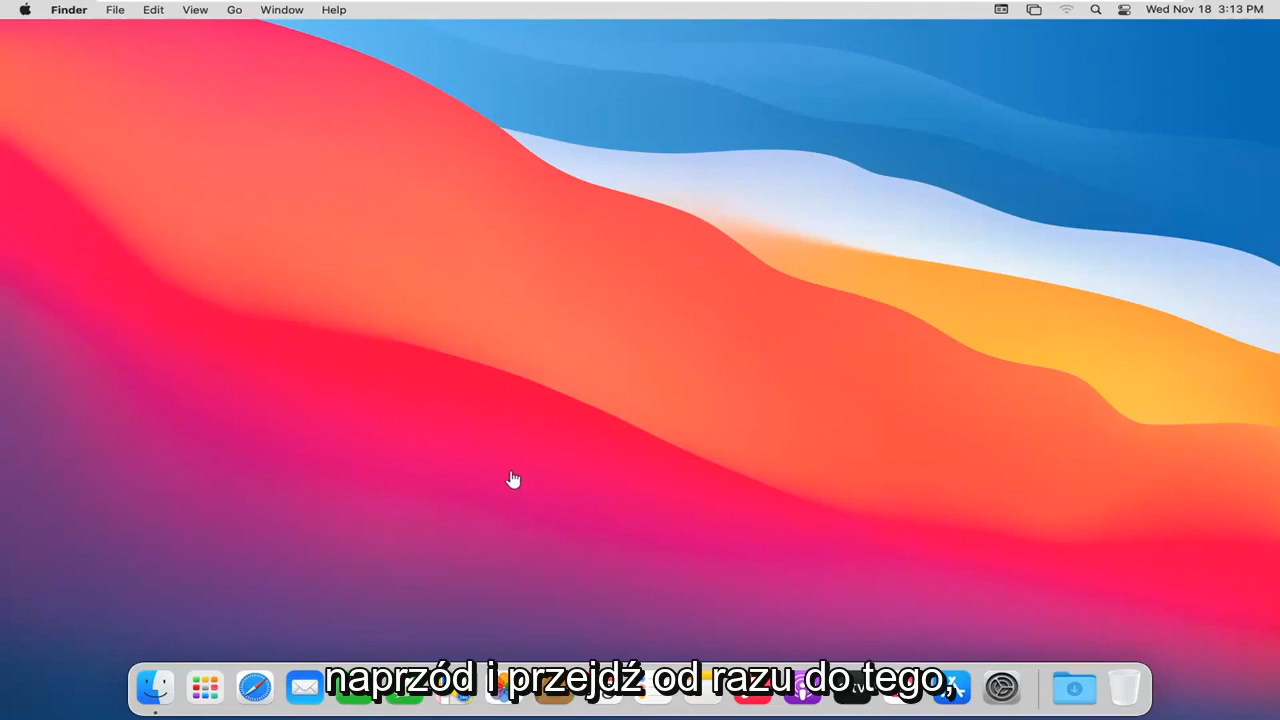 Finder File Edit View Go Window Help Wed Nov 18 3:13 PM
naprzód i przejdź od razu do tego,